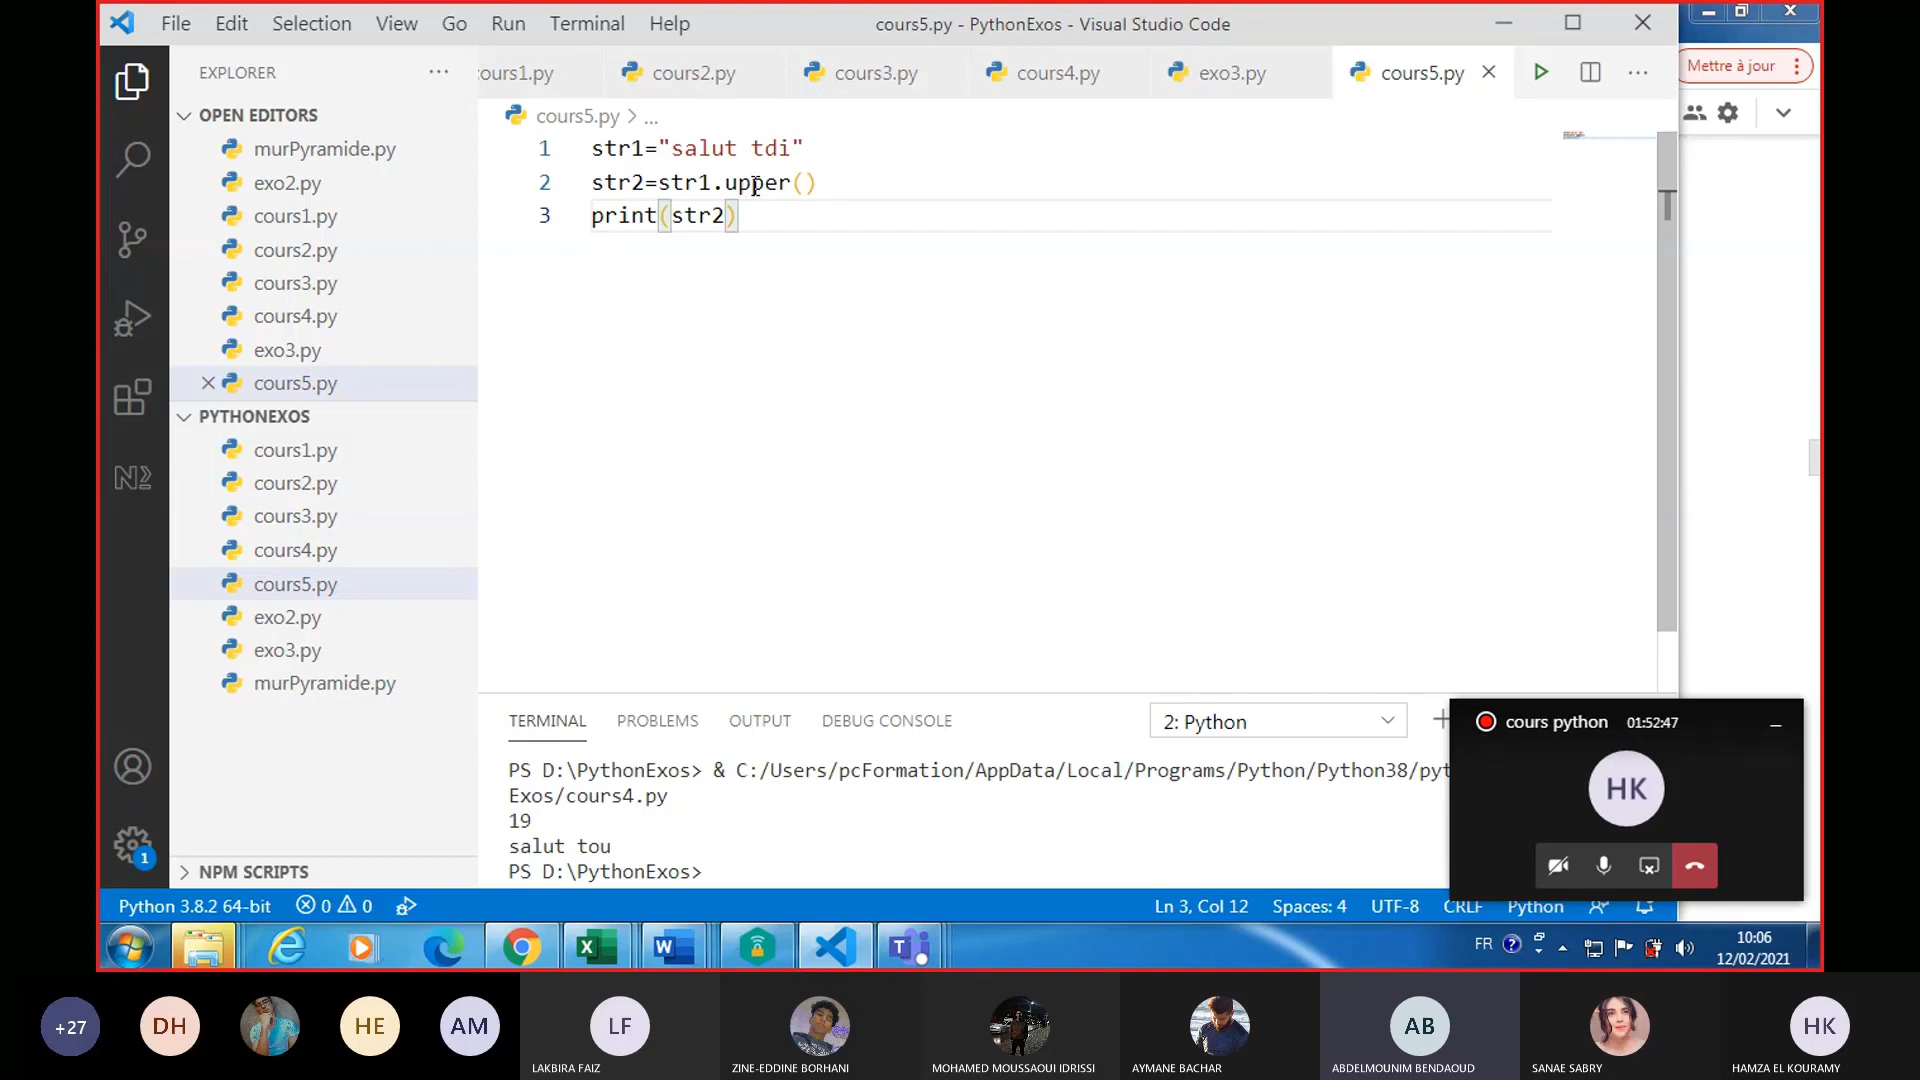 File Edit Selection View Go Run Terminal Help
cours5.py - PythonExos - Visual Studio Code
Mettre à jour
EXPLORER
ours1.py
cours2.py
cours3.py
cours4.py
exo3.py
cours5.py
OPEN EDITORS
murPyramide.py
exo2.py
cours1.py
cours2.py
cours3.py
cours4.py
exo3.py
cours5.py
PYTHONEXOS
cours1.py
cours2.py
cours3.py
cours4.py
cours5.py
exo2.py
exo3.py
murPyramide.py
NPM SCRIPTS
cours5.py > ...
1 str1="salut tdi"
2 str2=str1.upper()
3 print(str2)
TERMINAL PROBLEMS OUTPUT DEBUG CONSOLE
2: Python
PS D:\PythonExos> & C:/Users/pcFormation/AppData/Local/Programs/Python/Python38/pyt
Exos/cours4.py
19
salut tou
PS D:\PythonExos>
cours python 01:52:47
HK
1
Python 3.8.2 64-bit 0 0
Ln 3, Col 12 Spaces: 4 UTF-8 CRLF Python
FR
10:06
12/02/2021
+27
DH
HE
AM
LF
LAKBIRA FAIZ
ZINE-EDDINE BORHANI
MOHAMED MOUSSAOUI IDRISSI
AYMANE BACHAR
AB
ABDELMOUNIM BENDAOUD
SANAE SABRY
HK
HAMZA EL KOURAMY